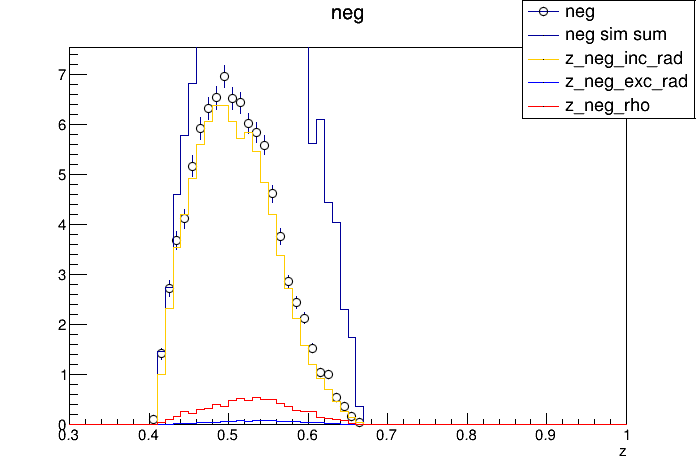 neg
neg
neg sim sum
z_neg_inc_rad
z_neg_exc_rad
z_neg_rho
7
6
5
4
3
2
1
0
0.3 0.4 0.5 0.6 0.7 0.8 0.9 1
z